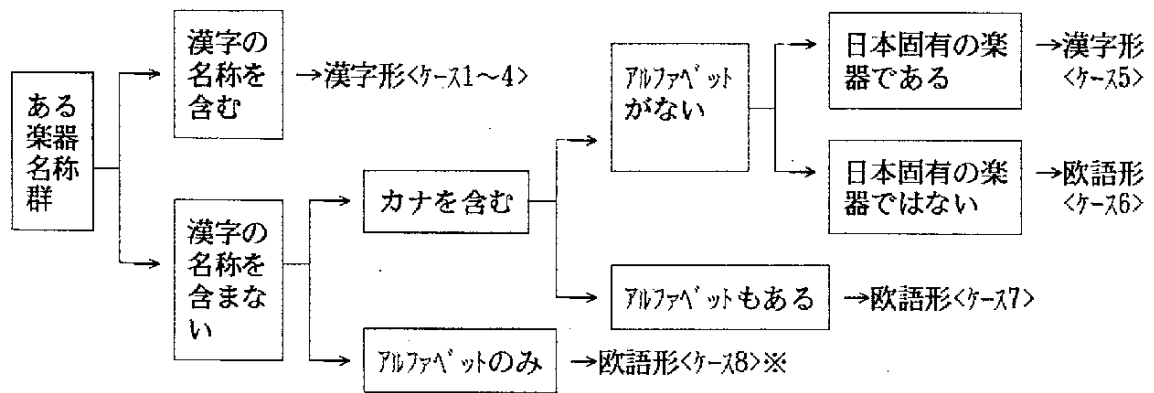 ある
楽器
名称
群
漢字の
名称を
含む
→漢字形<ケース1～4>
漢字の
名称を
含まな
い
カナを含む
アルファベットのみ
→欧語形<ケース8>※
アルファベット
がない
アルファベットもある
→欧語形<ケース7>
日本固有の楽
器である
→漢字形
<ケース5>
日本固有の楽
器ではない
→欧語形
<ケース6>